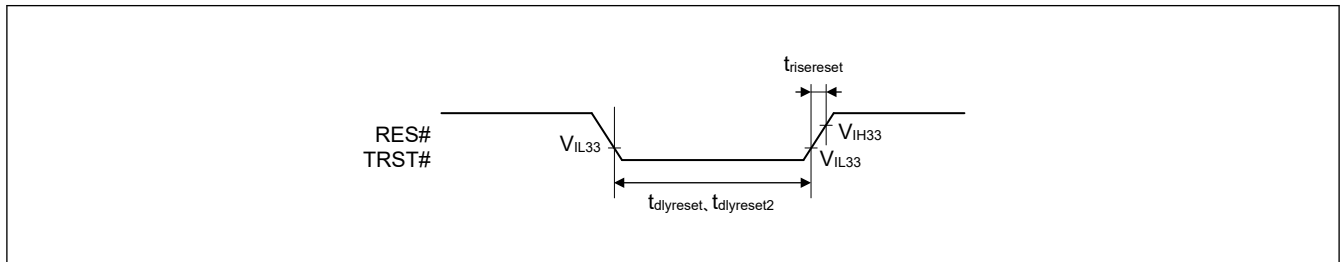 trisereset
RES#
TRST#
VIL33
VIH33
VIL33
tdlyreset、tdlyreset2